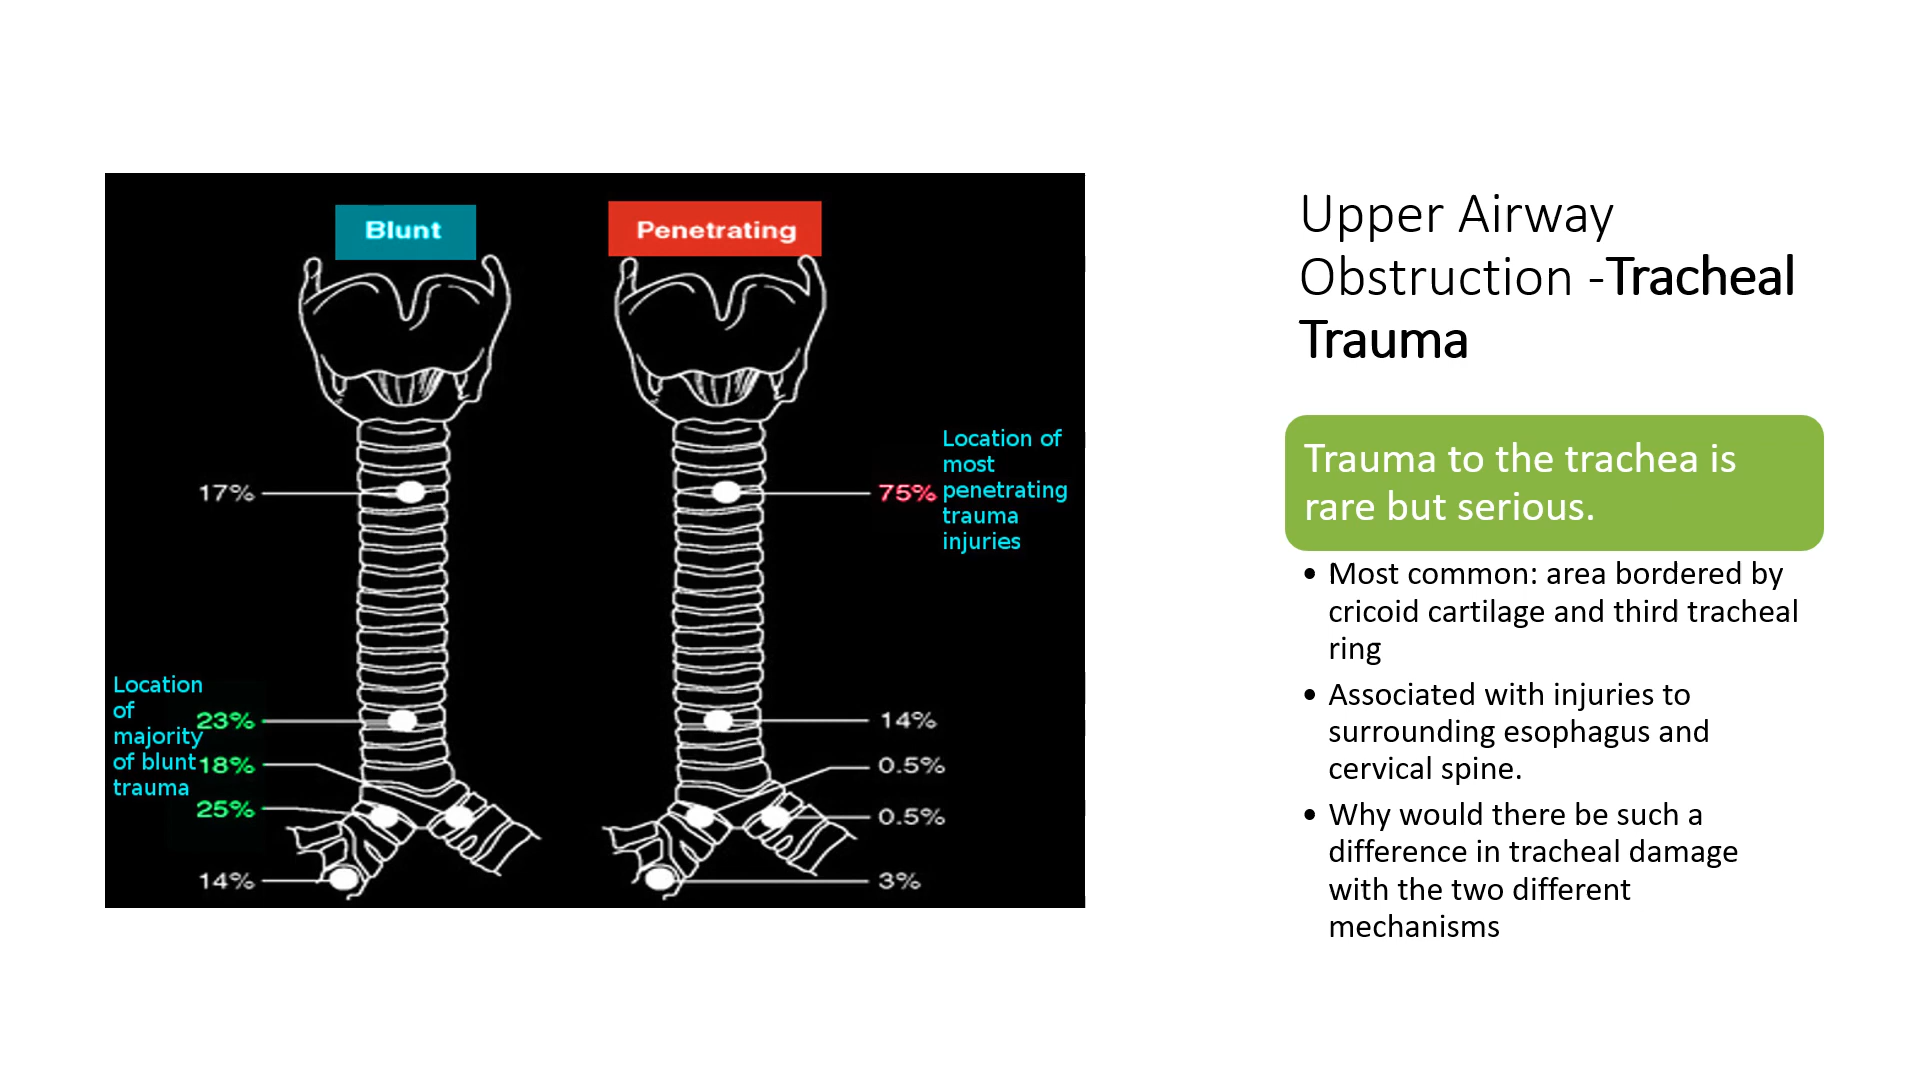 Blunt
Penetrating
17%
75%
Location of
most
penetrating
trauma
injuries
Location
of
majority
of blunt
trauma
23%
18%
25%
14%
14%
0.5%
0.5%
3%
Upper Airway
Obstruction -Tracheal
Trauma
Trauma to the trachea is
rare but serious.
• Most common: area bordered by
cricoid cartilage and third tracheal
ring
• Associated with injuries to
surrounding esophagus and
cervical spine.
• Why would there be such a
difference in tracheal damage
with the two different
mechanisms